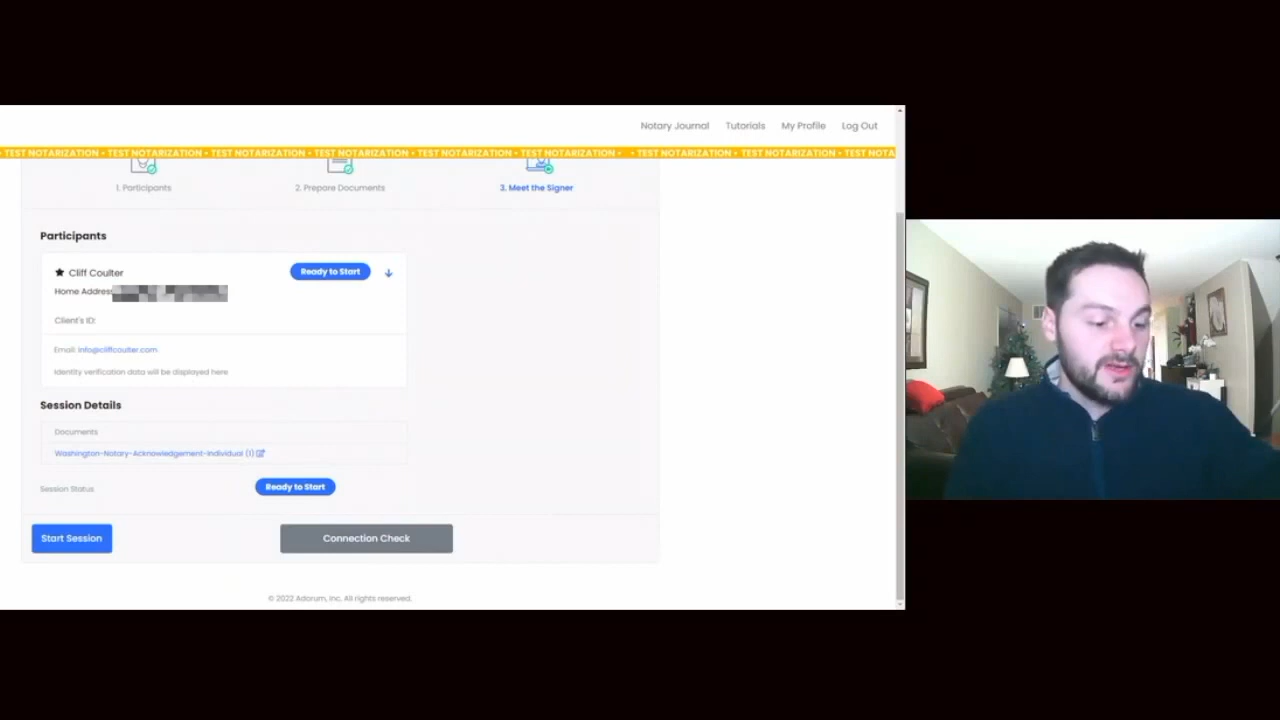 Notary Journal Tutorials My Profile Log Out
- TEST NOTARIZATION - TEST NOTARIZATION - TEST NOTARIZATION - TEST NOTARIZATION - TEST NOTARIZATION - TEST NOTARIZATION - - TEST NOTARIZATION - TEST NOTARIZATION - TEST NOTA
1. Participants 2. Prepare Documents 3. Meet the Signer
Participants
Cliff Coulter Ready to Start
Home Address
Client's ID:
Email: info@cliffcoulter.com
Identity verification data will be displayed here
Session Details
Documents
Washington-Notary-Acknowledgement-Individual (1)
Session Status Ready to Start
Start Session Connection Check
© 2022 Adorum, Inc. All rights reserved.